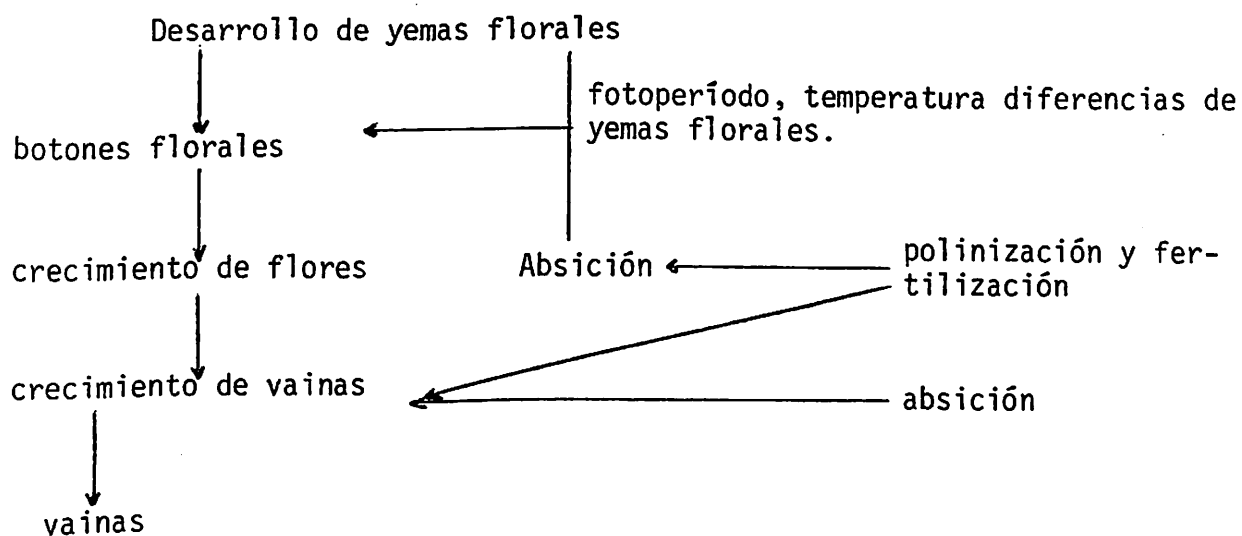 Desarrollo de yemas florales
fotoperíodo, temperatura diferencias de
yemas florales.
botones florales
crecimiento de flores
Absición
polinización y fer-
tilización
crecimiento de vainas
absición
vainas